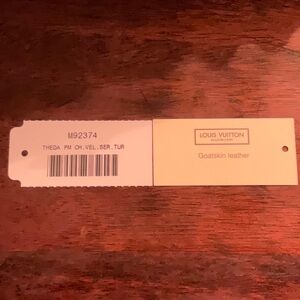 M92374
THEDA PM CH.VEL.SER.TUR
LOUIS VUITTON
Goatskin leather